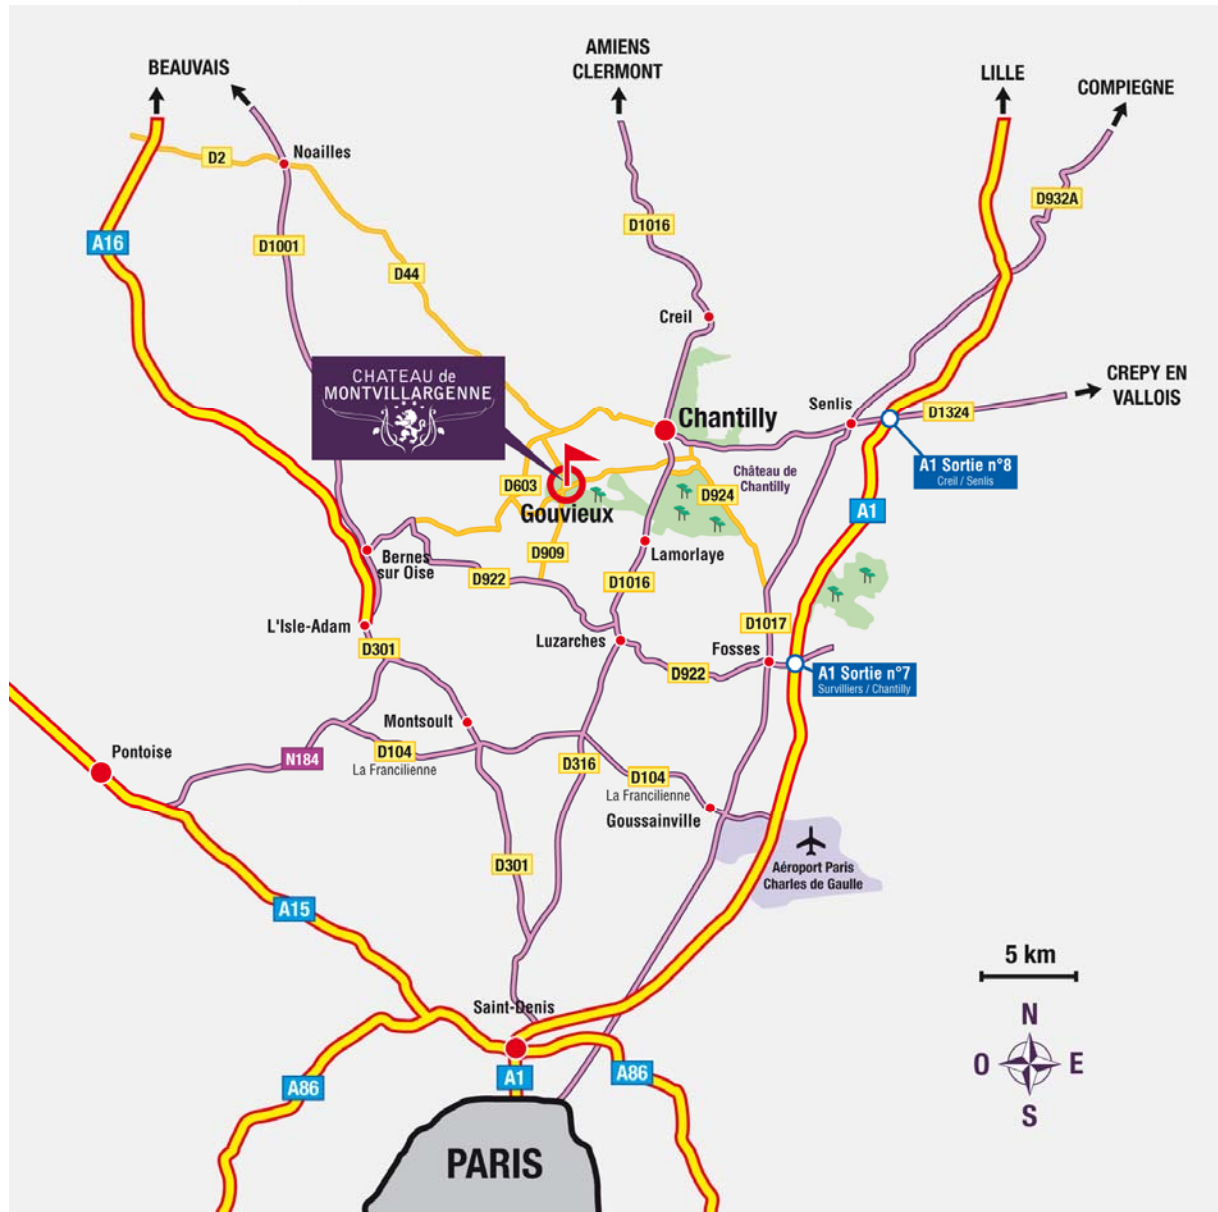 AMIENS
CLERMONT
BEAUVAIS
LILLE
COMPIEGNE
D2
Noailles
D932A
D1016
A16
D1001
D44
Creil
CHATEAU de
MONTVILLARGENNE
CREPY EN
VALLOIS
Senlis
Chantilly
D1324
A1 Sortie n°8
Creil / Senlis
Château de
Chantilly
D603
D924
Gouvieux
A1
Bernes
sur Oise
D909
Lamorlaye
D922
D1016
L'Isle-Adam
D1017
D301
Luzarches
Fosses
D922
A1 Sortie n°7
Survilliers / Chantilly
Montsoult
Pontoise
N184
D104
La Francilienne
D316
D104
La Francilienne
Goussainville
D301
Aéroport Paris
Charles de Gaulle
A15
5 km
Saint-Denis
N
O
E
S
A86
A1
A86
PARIS